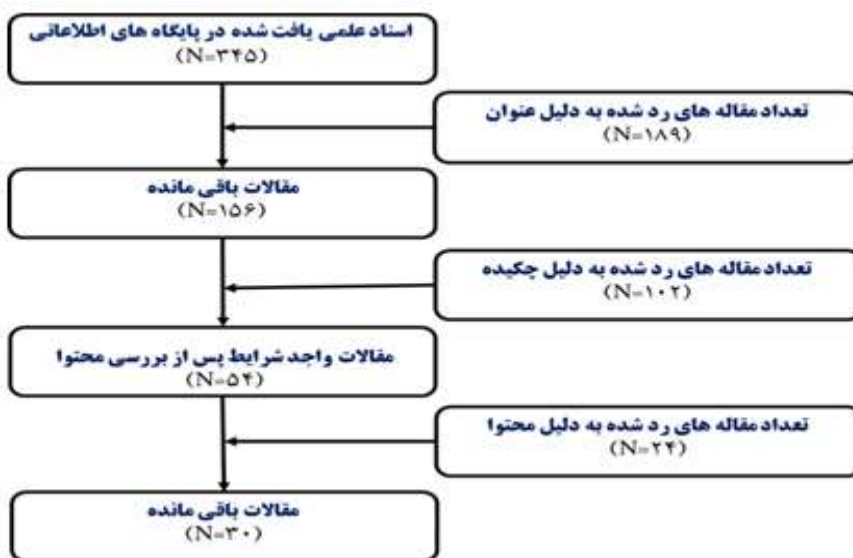 اسناد علمی یافت شده در پایگاه های اطلاعاتی
(N=۳۴۵)
تعداد مقاله های رد شده به دلیل عنوان
(N=۱۸۹)
مقالات باقی مانده
(N=۱۵۶)
تعداد مقاله های رد شده به دلیل چکیده
(N=۱۰۲)
مقالات واجد شرایط پس از بررسی محتوا
(N=۵۴)
تعداد مقاله های رد شده به دلیل محتوا
(N=۲۴)
مقالات باقی مانده
(N=۳۰)